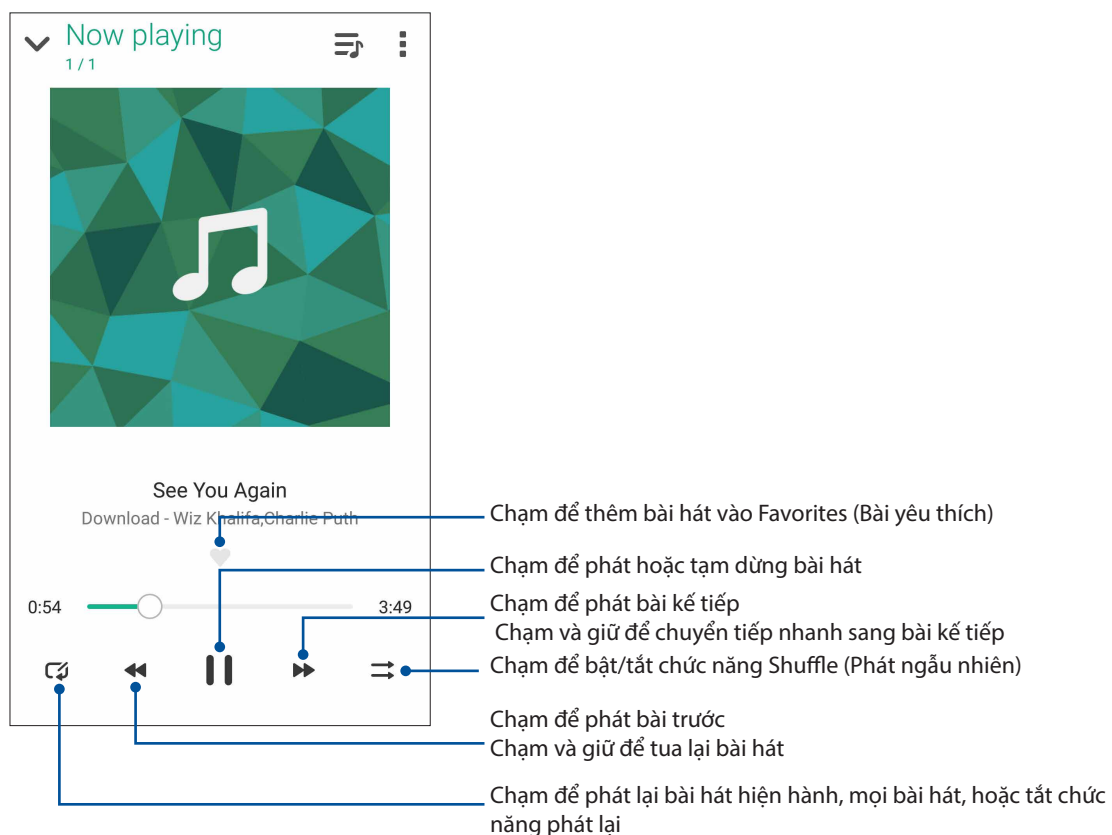 Now playing
1 / 1
See You Again
Download - Wiz Khalifa,Charlie Puth
Chạm để thêm bài hát vào Favorites (Bài yêu thích)
Chạm để phát hoặc tạm dừng bài hát
0:54
3:49
Chạm để phát bài kế tiếp
Chạm và giữ để chuyển tiếp nhanh sang bài kế tiếp
Chạm để bật/tắt chức năng Shuffle (Phát ngẫu nhiên)
Chạm để phát bài trước
Chạm và giữ để tua lại bài hát
Chạm để phát lại bài hát hiện hành, mọi bài hát, hoặc tắt chức
năng phát lại